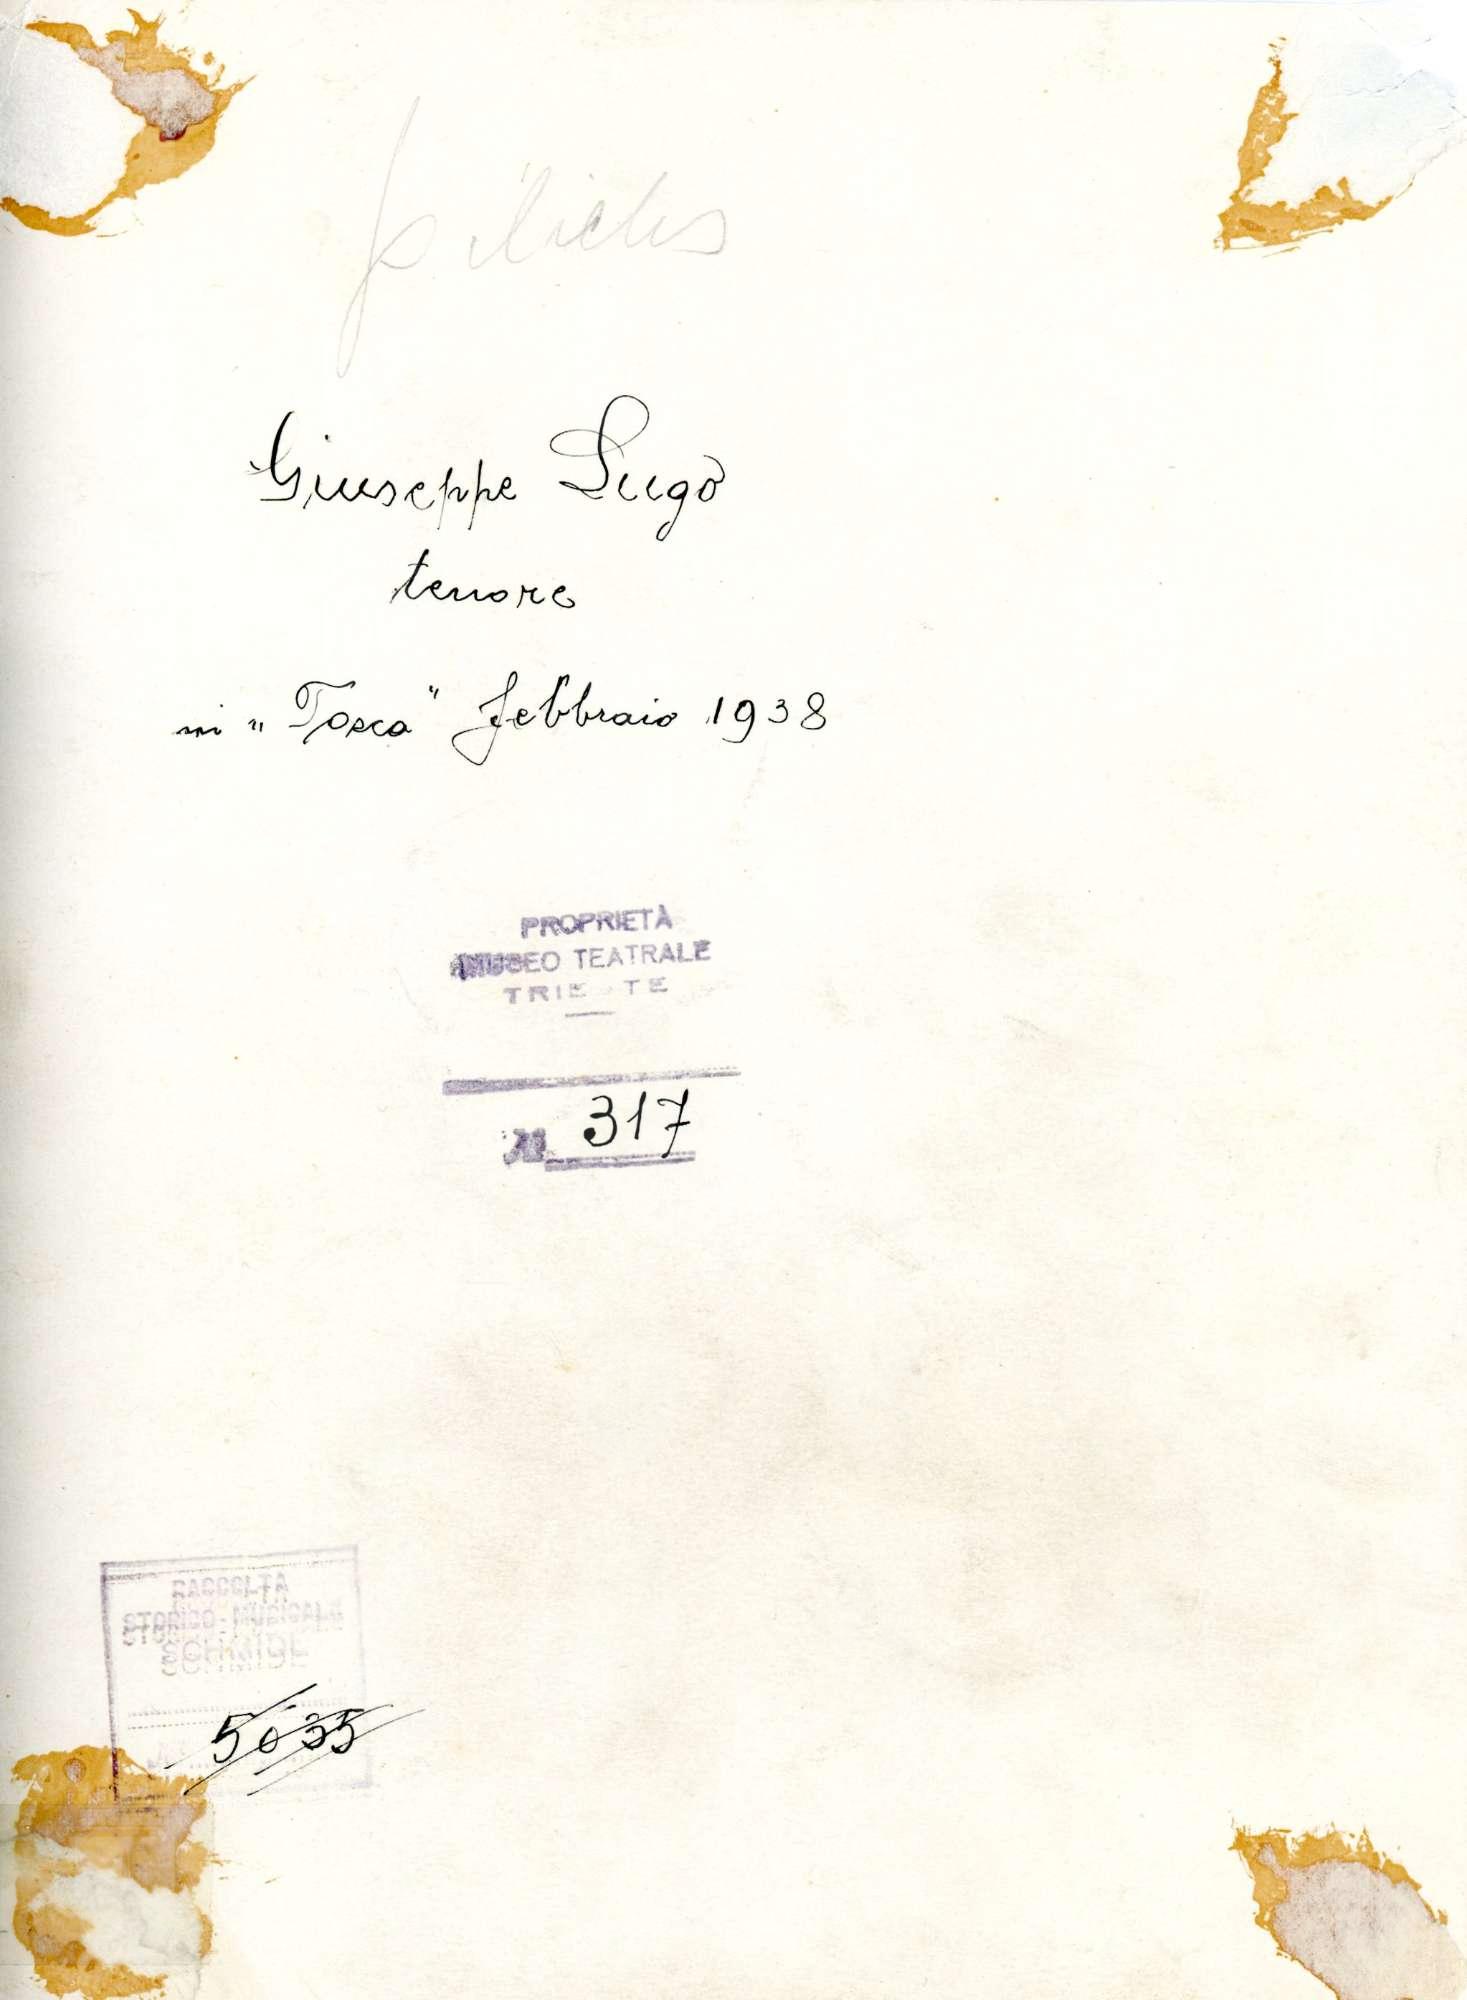 Giuseppe Lugo
tenore
in "Tosca" febbraio 1938
PROPRIETÀ
MUSEO TEATRALE
TRIESTE
N 317
RACCOLTA
STORICO-MUSICALE
SCHMIDL
N 5035